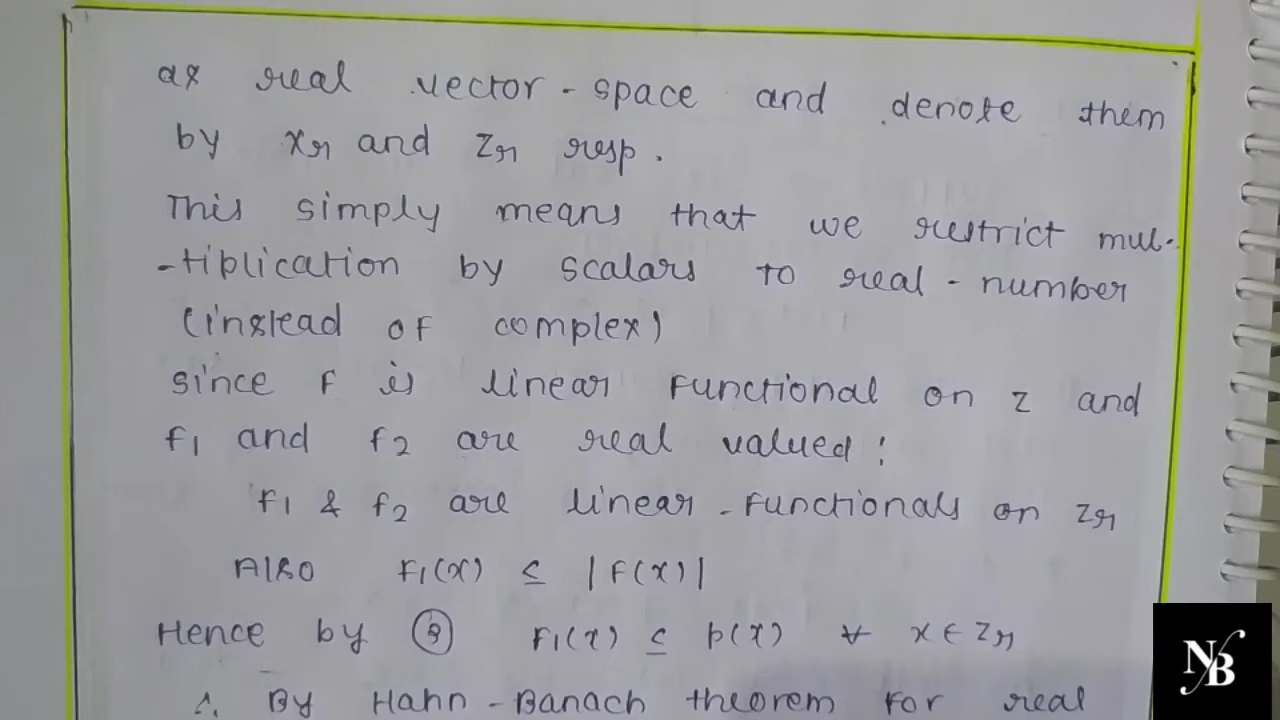 as real vector - space and denote them
by Xr and Zr resp.
This simply means that we restrict mul-
-tiplication by scalars to real - number
(instead of complex)
since f is linear functional on Z and
f1 and f2 are real valued :
f1 & f2 are linear - functionals on Zr
Also f1(x) ≤ |f(x)|
Hence by f1(x) ≤ p(x) ∀ x ∈ Zr
∴ By Hahn - Banach theorem for real
NB